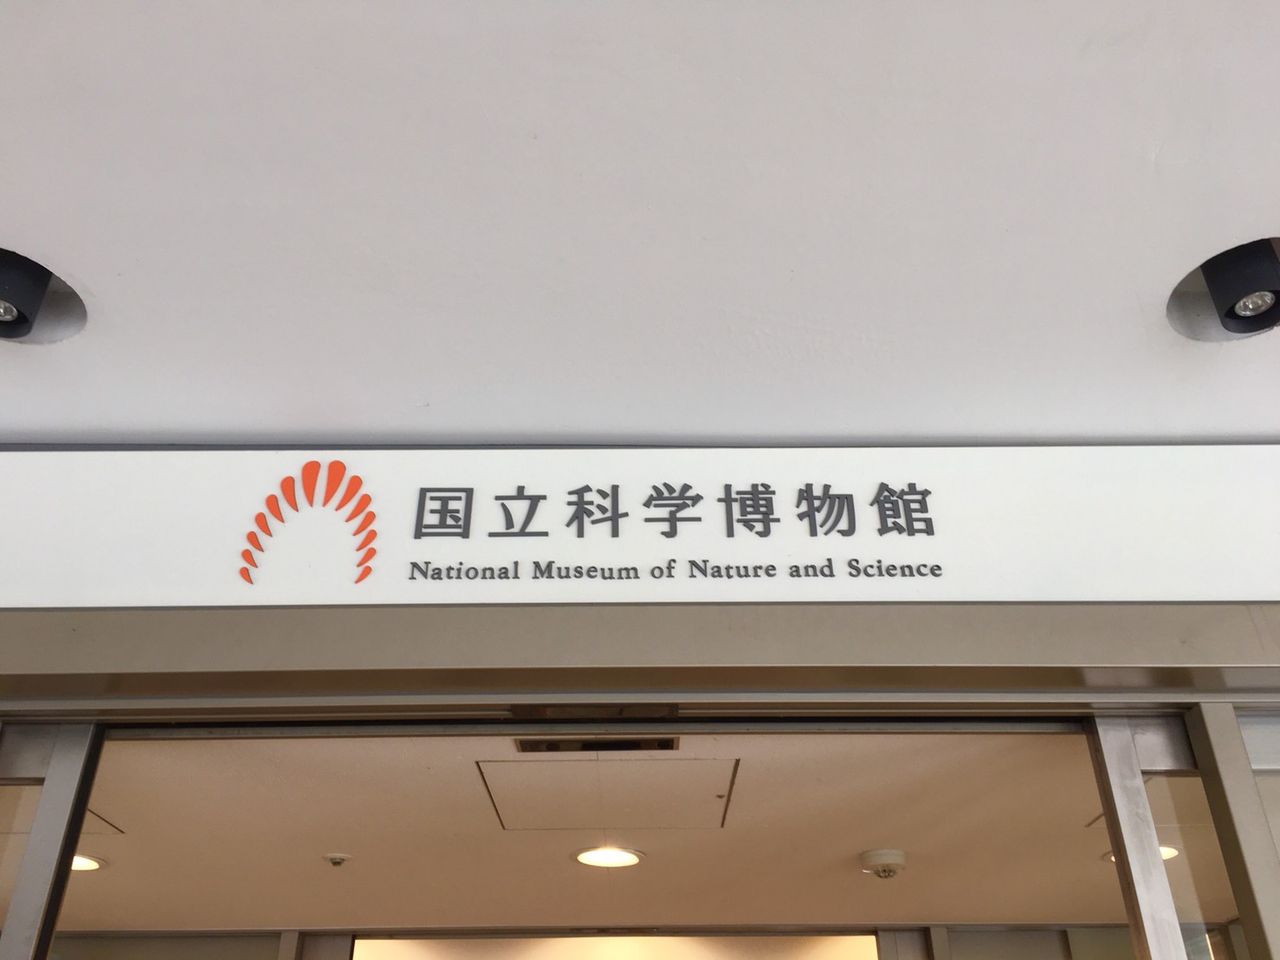 国立科学博物館
National Museum of Nature and Science